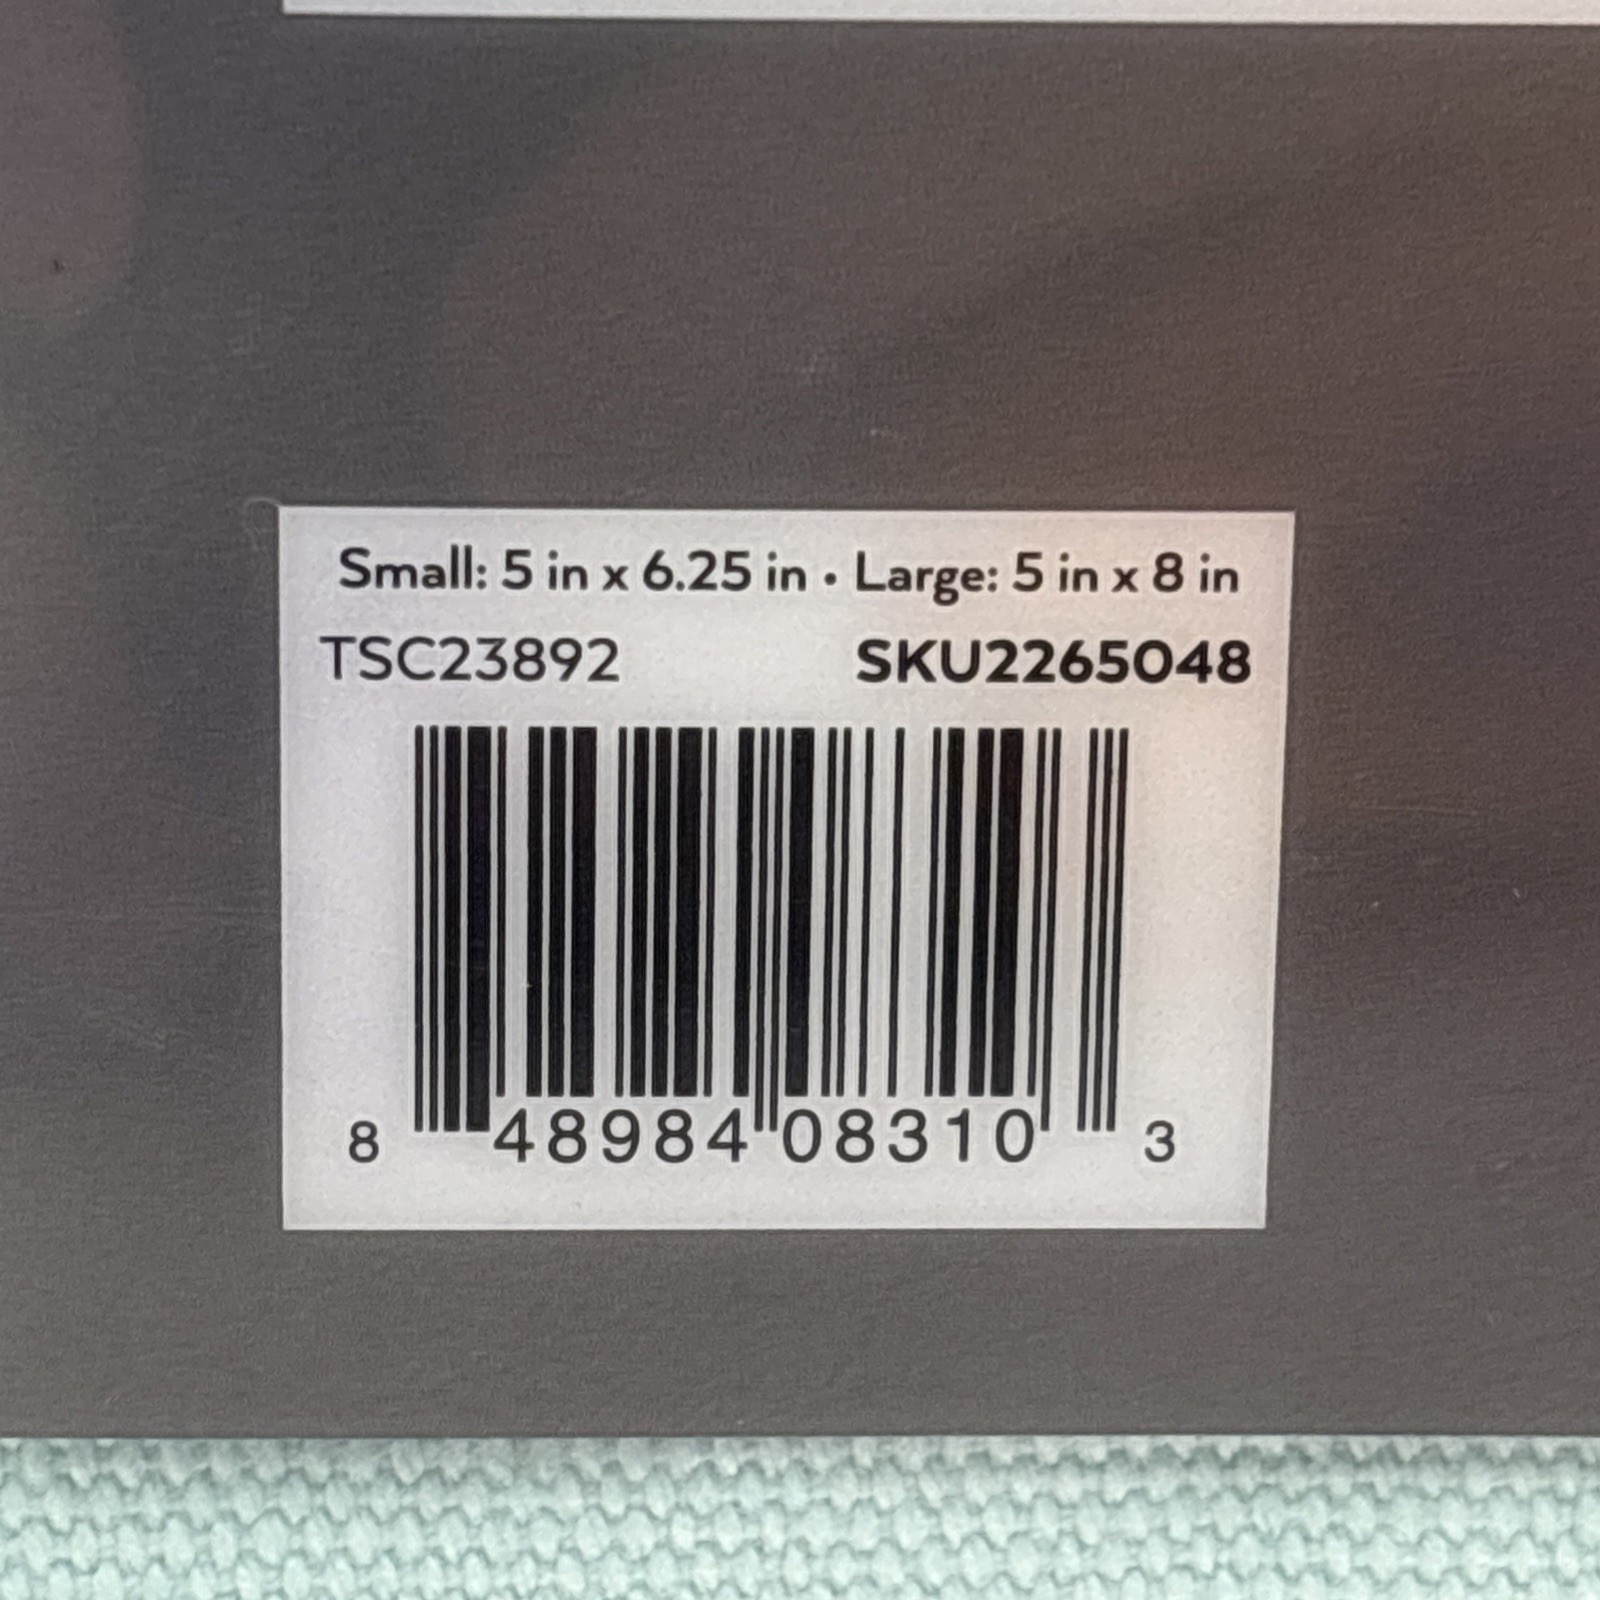 Small: 5 in x 6.25 in • Large: 5 in x 8 in
TSC23892 SKU2265048
8 48984 08310 3